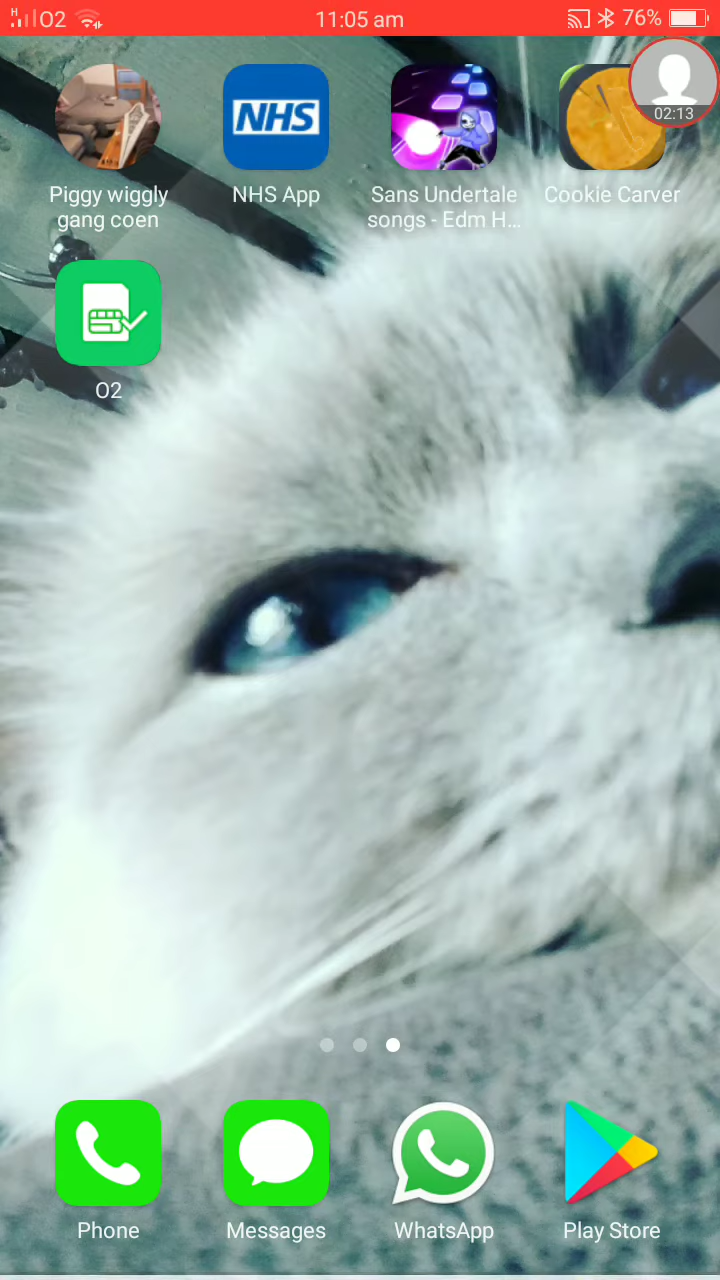 H O2 11:05 am 76%
02:13
NHS
Piggy wiggly
gang coen
NHS App
Sans Undertale
songs - Edm H...
Cookie Carver
O2
Phone
Messages
WhatsApp
Play Store